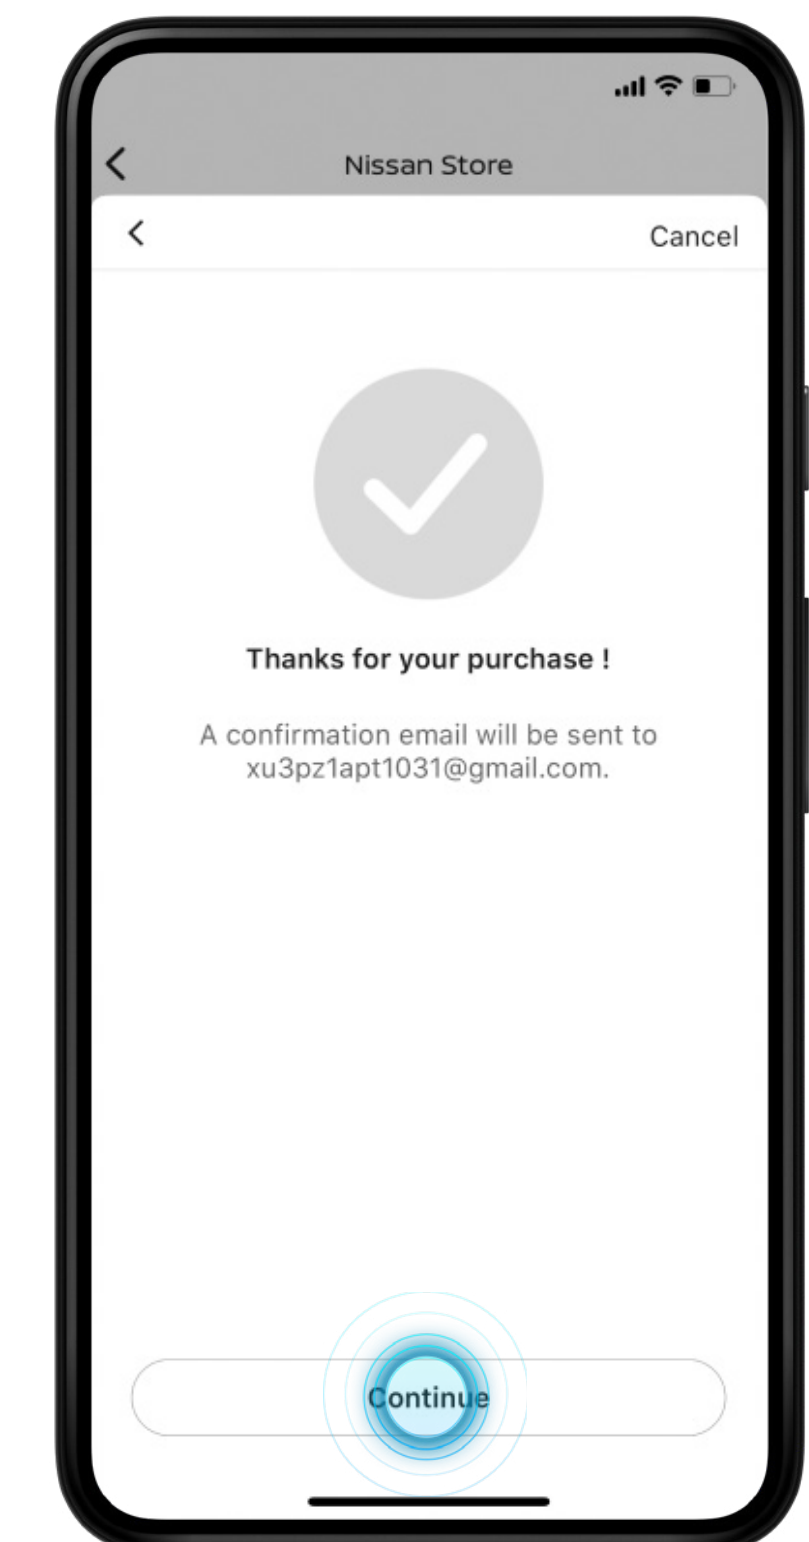 Nissan Store
Cancel
Thanks for your purchase !
A confirmation email will be sent to
xu3pz1apt1031@gmail.com.
Continue